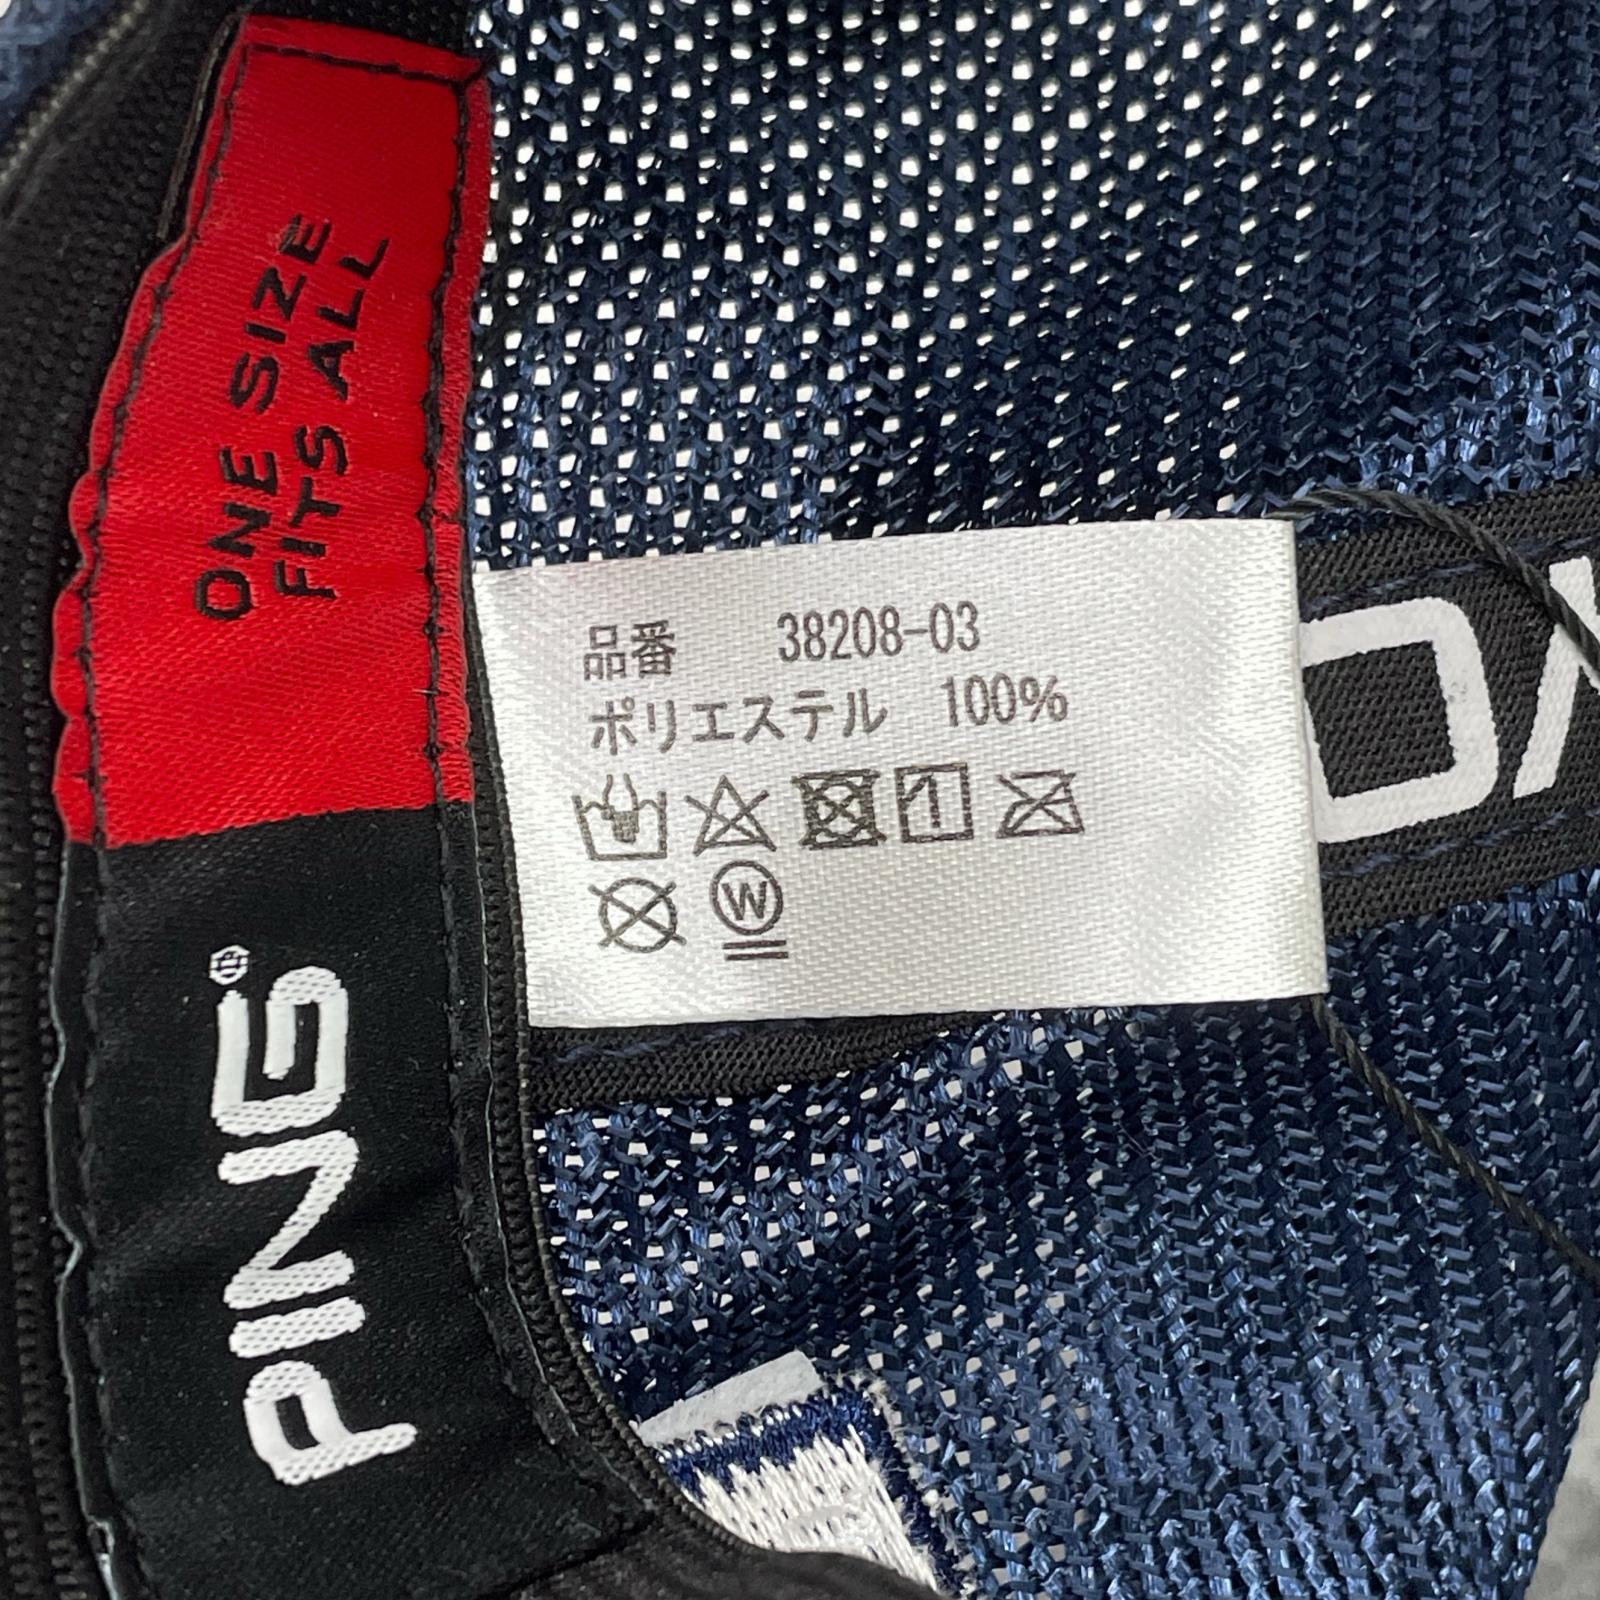 ONE SIZE
FITS ALL
PING®
品番 38208-03
ポリエステル 100%
W